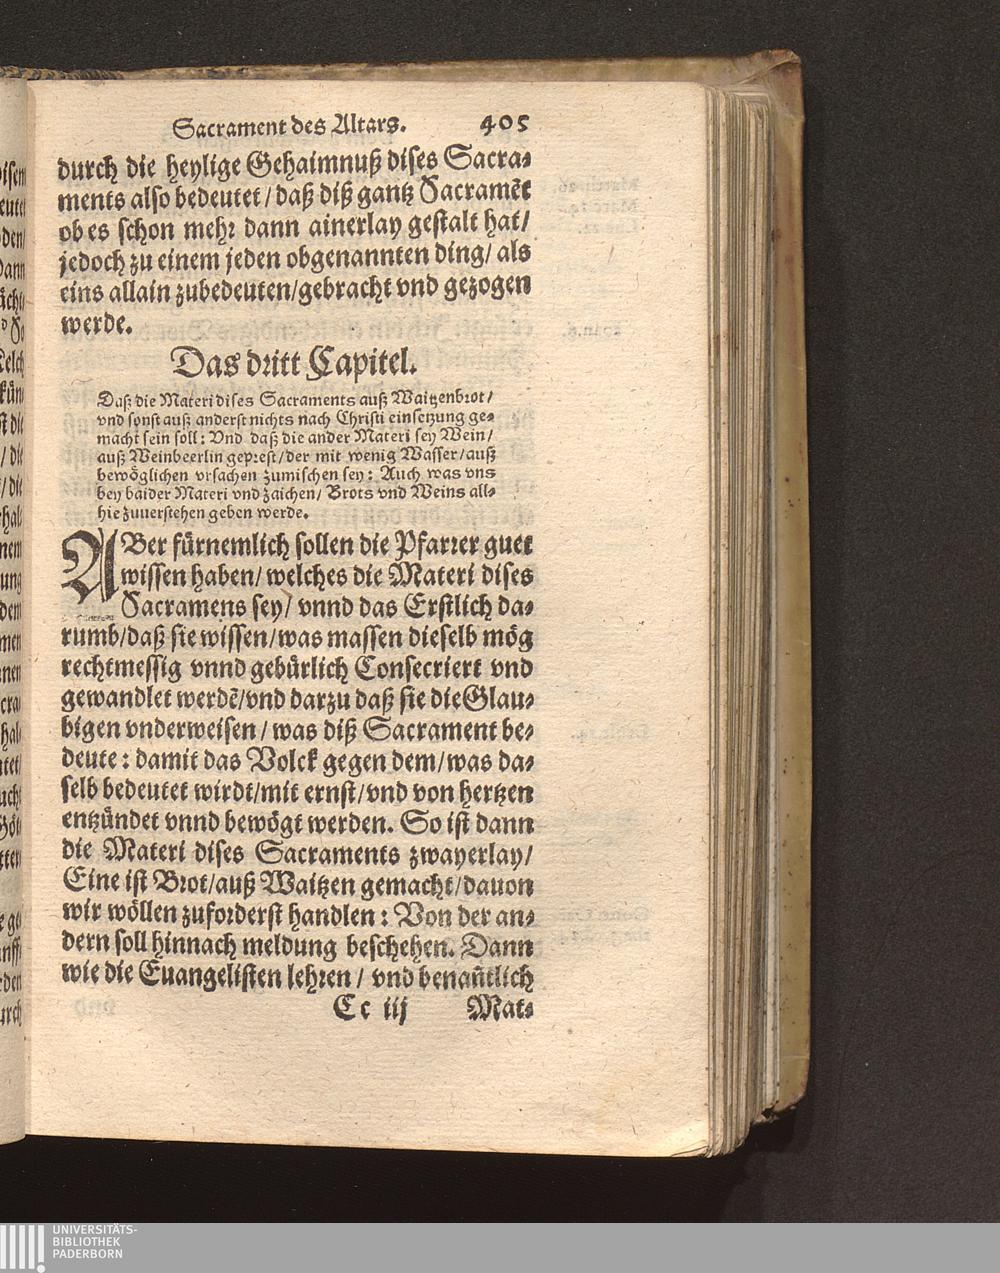 Sacrament des Altars. 405
durch die heylige Gehaimnuß dises Sacra-
ments also bedeutet / daß diß gantz Sacramẽt
ob es schon mehr dann ainerlay gestalt hat /
jedoch zu einem jeden obgenannten ding / als
eins allain zubedeuten / gebracht vnd gezogen
werde.
Das dritt Capitel.
Daß die Materi dises Sacraments auß Waitzenbrot /
vnd sonst auß anderst nichts nach Christi einsetzung ge-
macht sein soll : Vnd daß die ander Materi sey Wein /
auß Weinbeerlin geprest / der mit wenig Wasser / auß
bewöglichen vrsachen zumischen sey : Auch was vns
bey baider Materi vnd zaichen / Brots vnd Weins all-
hie zuuerstehen geben werde.
ABer fürnemlich sollen die Pfarrer guet
wissen haben / welches die Materi dises
Sacramens sey / vnnd das Erstlich da-
rumb / daß sie wissen / was massen dieselb mög
rechtmessig vnnd gebürlich Consecriert vnd
gewandlet werdẽ / vnd darzu daß sie die Glau-
bigen vnderweisen / was diß Sacrament be-
deute : damit das Volck gegen dem / was da-
selb bedeutet wirdt / mit ernst / vnd von hertzen
entzündet vnnd bewögt werden. So ist dann
die Materi dises Sacraments zwayerlay /
Eine ist Brot / auß Waitzen gemacht / dauon
wir wöllen zuforderst handlen : Von der an-
dern soll hinnach meldung beschehen. Dann
wie die Euangelisten lehren / vnd benañtlich
Cc iij Mat-
UNIVERSITÄTS-
BIBLIOTHEK
PADERBORN